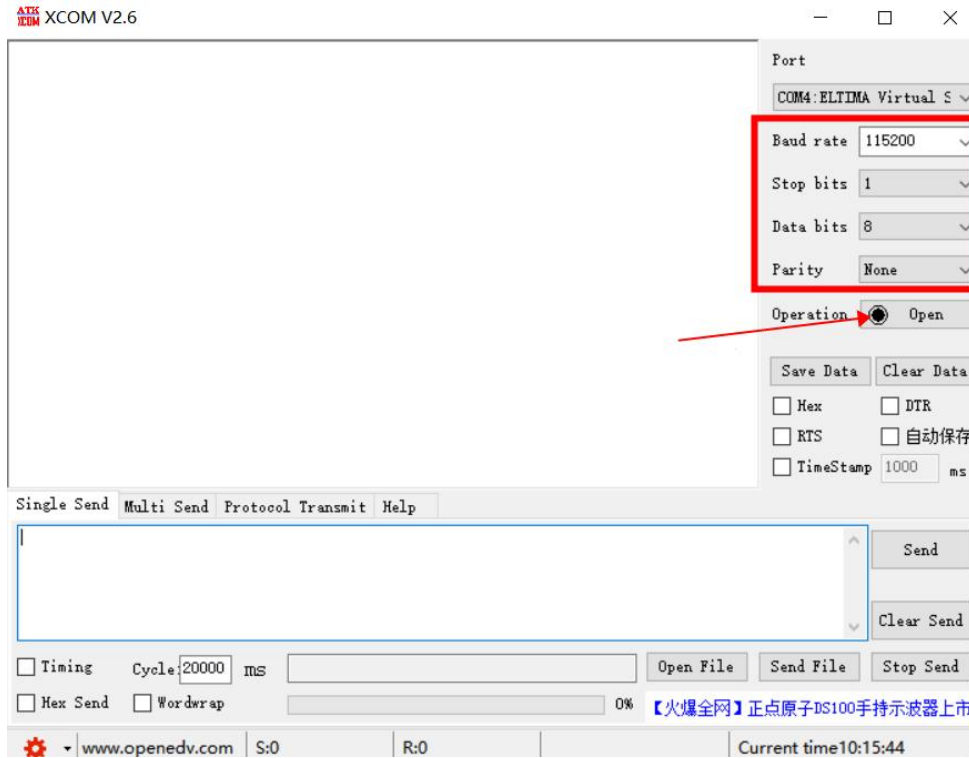 ATK XCOM XCOM V2.6
Port
COM4:ELTIMA Virtual S
Baud rate 115200
Stop bits 1
Data bits 8
Parity None
Operation Open
Save Data Clear Data
Hex DTR
RTS 自动保存
TimeStamp 1000 ms
Single Send Multi Send Protocol Transmit Help
Send
Clear Send
Timing Cycle: 20000 ms Open File Send File Stop Send
Hex Send Wordwrap 0% 【火爆全网】正点原子DS100手持示波器上市
www.openedv.com S:0 R:0 Current time10:15:44